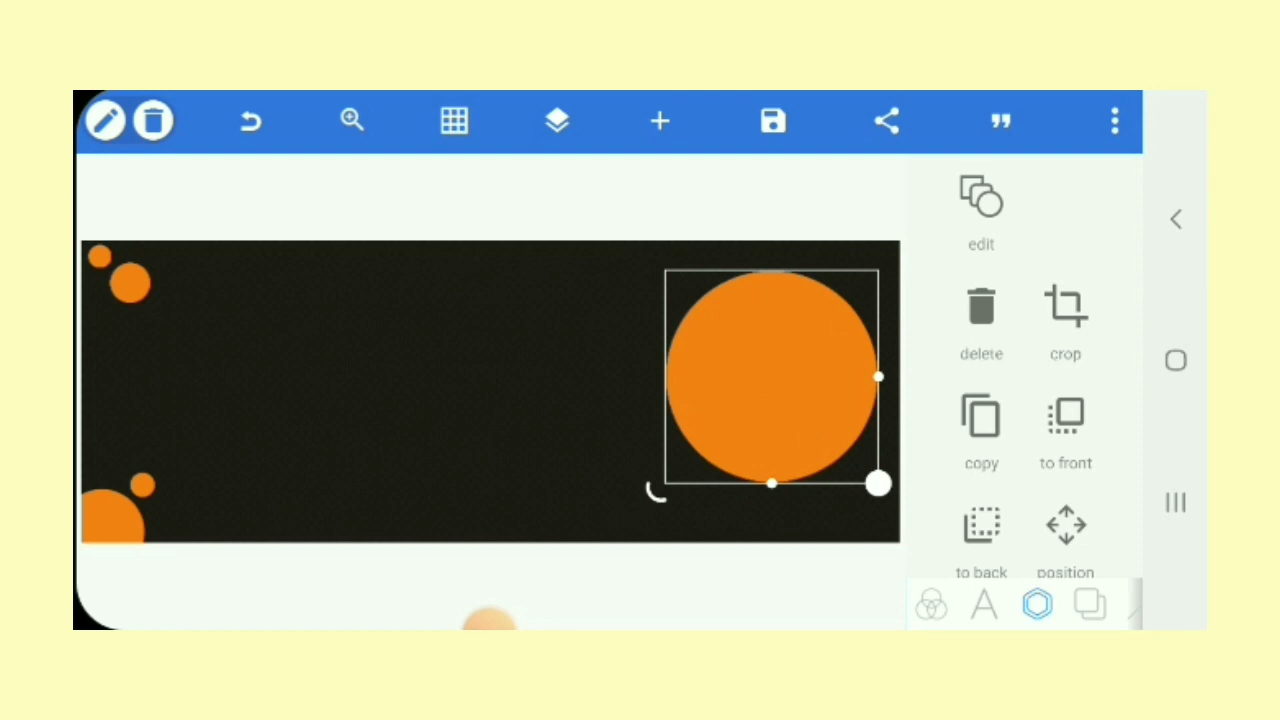 edit
delete
crop
copy
to front
to back
position